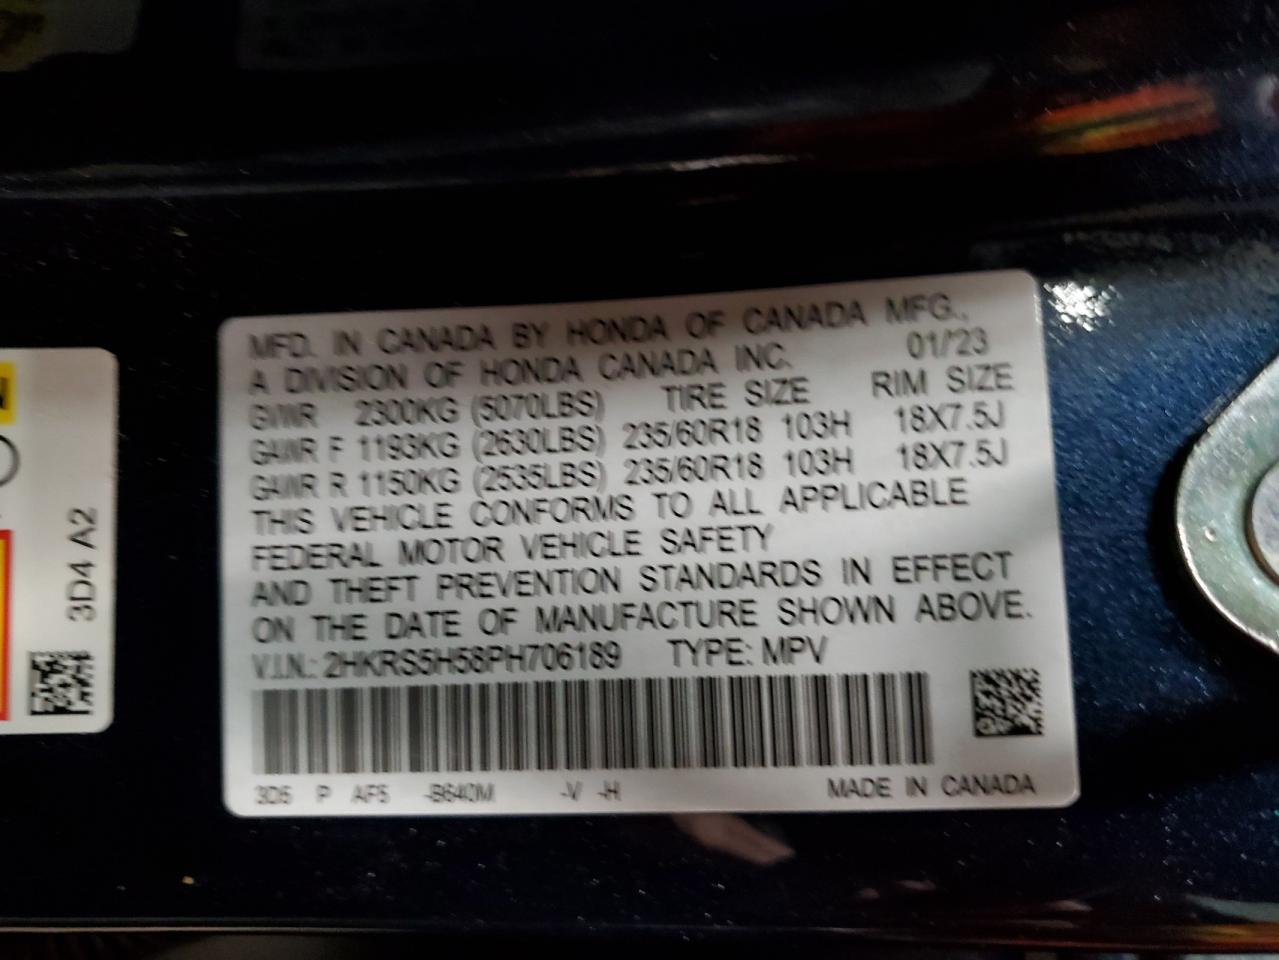 MFD. IN CANADA BY HONDA OF CANADA MFG.,
A DIVISION OF HONDA CANADA INC. 01/23
GVWR 2300KG (5070LBS) TIRE SIZE RIM SIZE
GAWR F 1193KG (2630LBS) 235/60R18 103H 18X7.5J
GAWR R 1150KG (2535LBS) 235/60R18 103H 18X7.5J
THIS VEHICLE CONFORMS TO ALL APPLICABLE
FEDERAL MOTOR VEHICLE SAFETY
AND THEFT PREVENTION STANDARDS IN EFFECT
ON THE DATE OF MANUFACTURE SHOWN ABOVE.
V.I.N.: 2HKRS5H58PH706189 TYPE: MPV
3D5 P AF5 -B640M -V -H MADE IN CANADA
3D4 A2